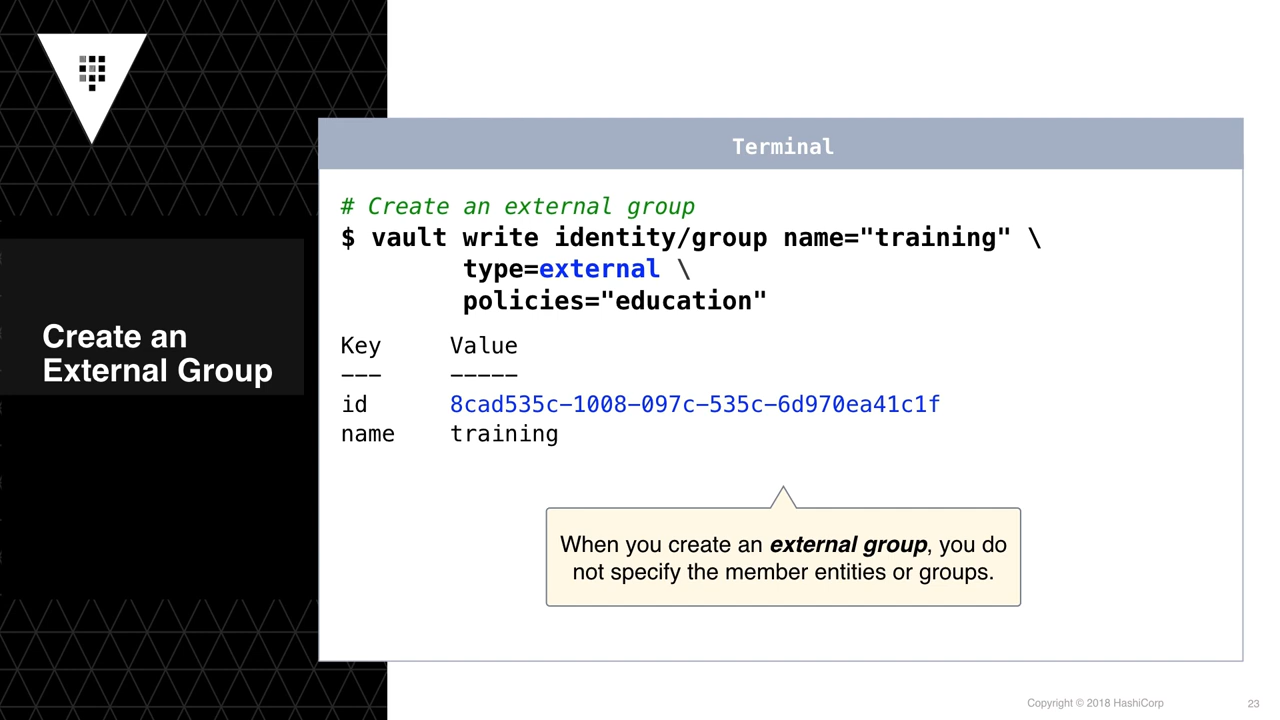 Create an
External Group
Terminal
# Create an external group
$ vault write identity/group name="training" \
type=external \
policies="education"
Key Value
--- -----
id 8cad535c-1008-097c-535c-6d970ea41c1f
name training
When you create an external group, you do
not specify the member entities or groups.
Copyright © 2018 HashiCorp
23